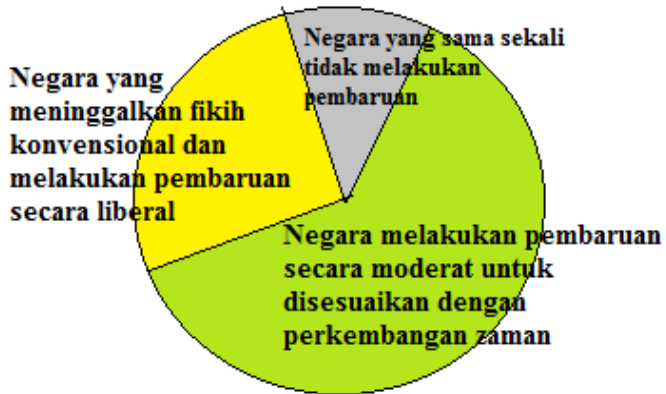 Negara yang sama sekali
tidak melakukan
pembaruan
Negara yang
meninggalkan fikih
konvensional dan
melakukan pembaruan
secara liberal
Negara melakukan pembaruan
secara moderat untuk
disesuaikan dengan
perkembangan zaman